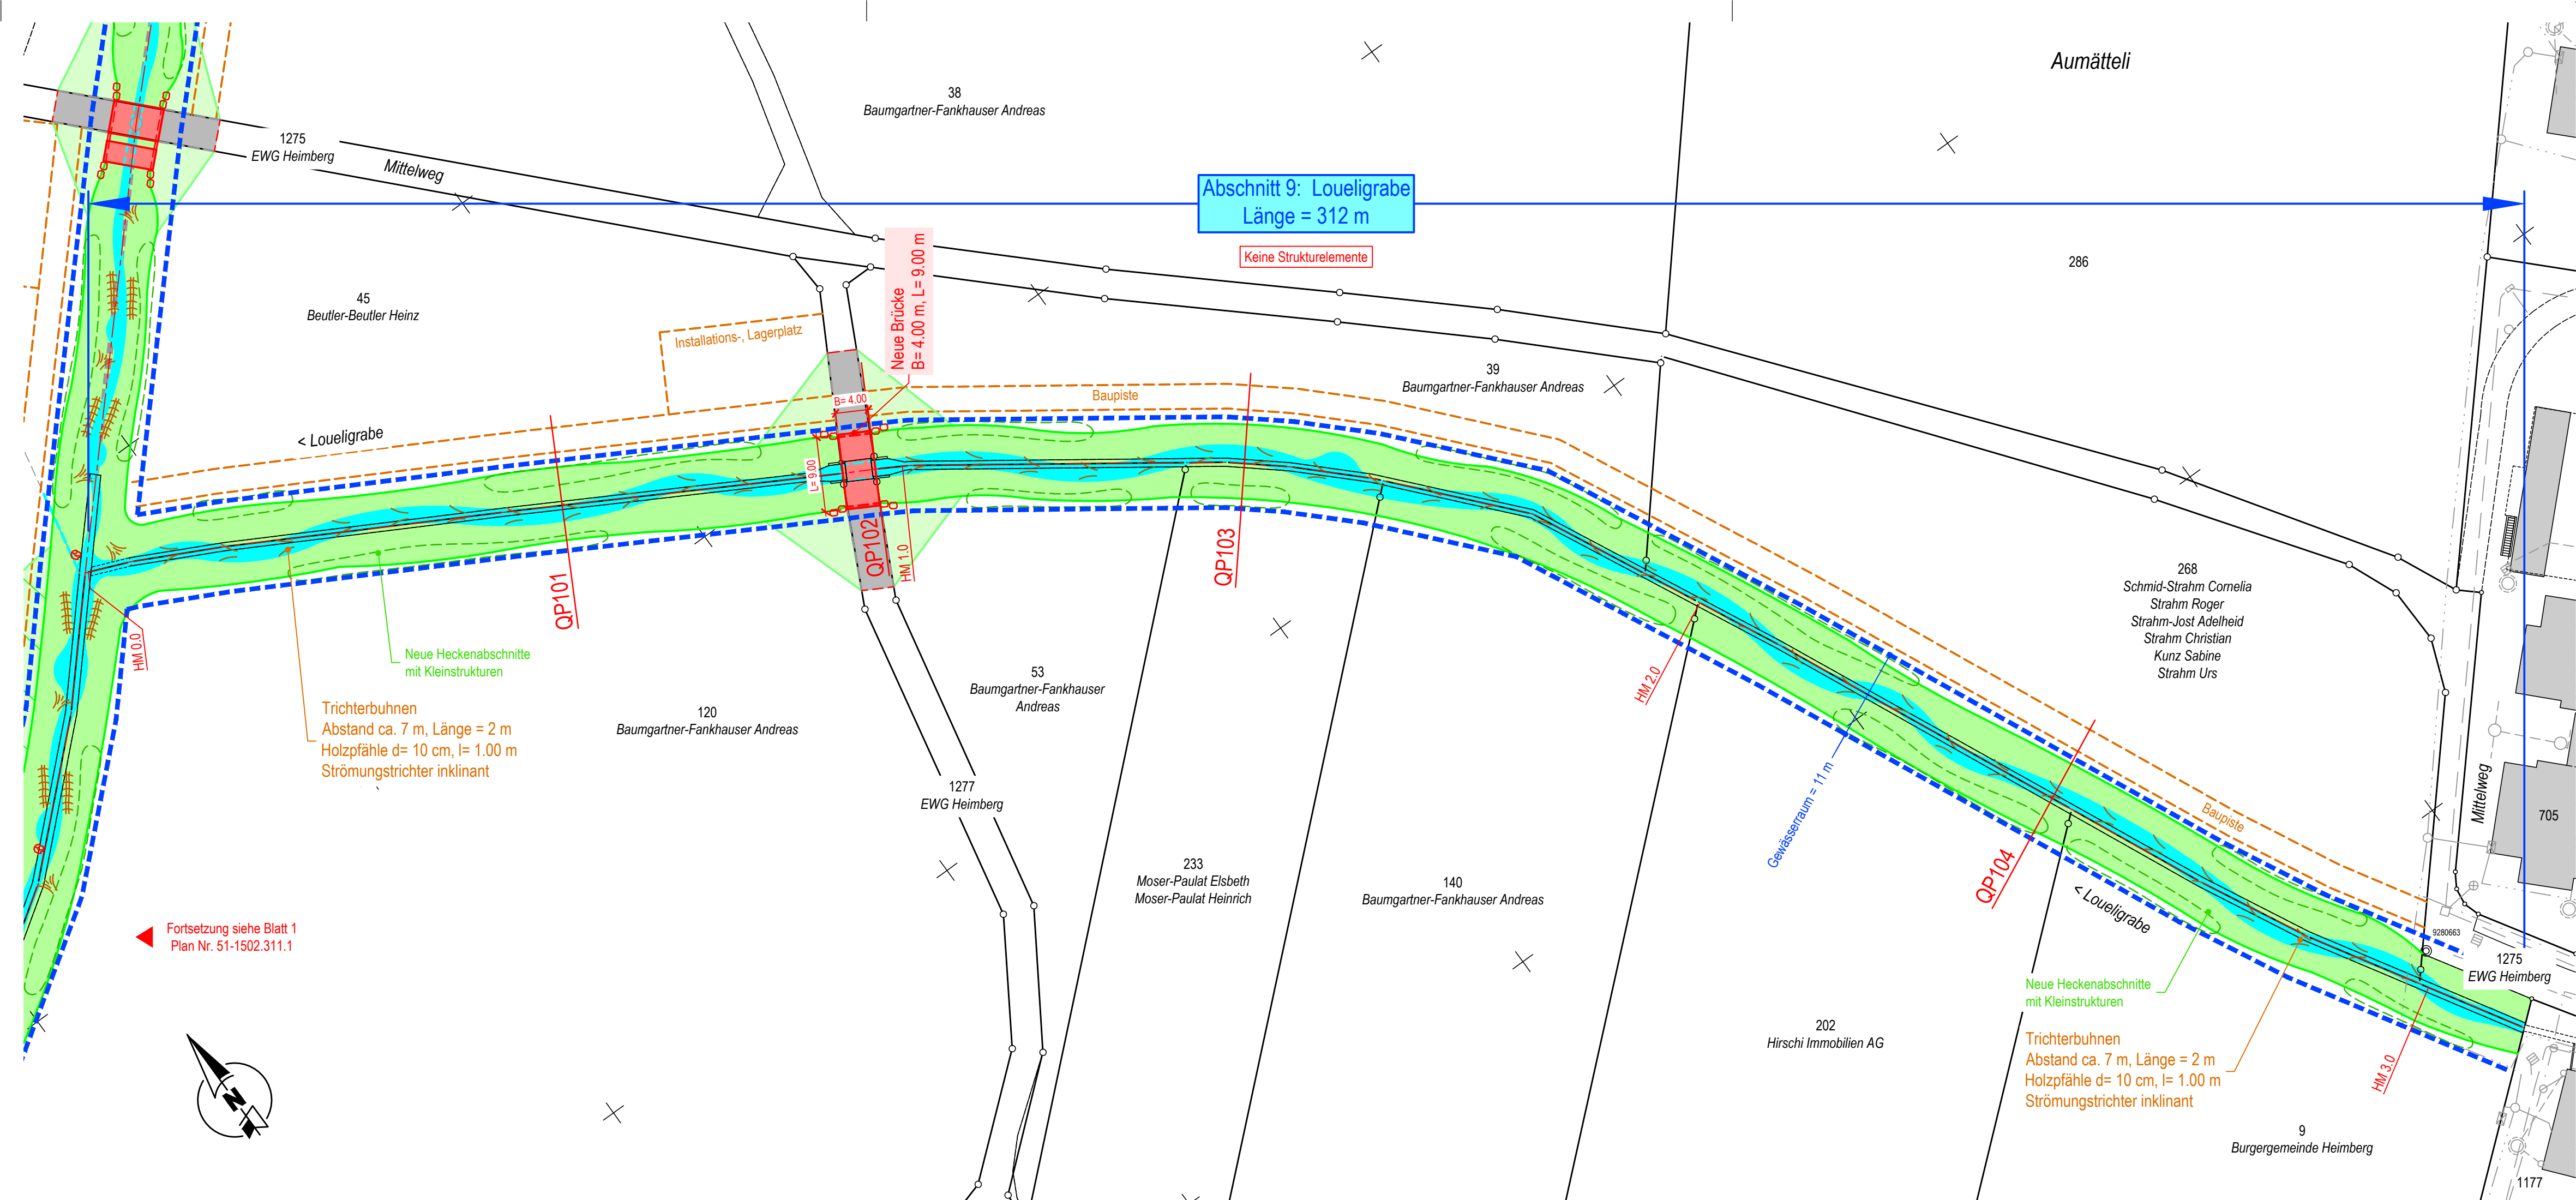 Aumätteli
38
Baumgartner-Fankhauser Andreas
1275
EWG Heimberg
Mittelweg
Abschnitt 9:  Loueligrabe
Länge = 312 m
Keine Strukturelemente
286
45
Beutler-Beutler Heinz
Neue Brücke
B= 4.00 m, L= 9.00 m
Installations-, Lagerplatz
B= 4.00
L= 9.00
Baupiste
39
Baumgartner-Fankhauser Andreas
< Loueligrabe
QP101
QP102
HM 1.0
QP103
HM 0.0
Neue Heckenabschnitte
mit Kleinstrukturen
Trichterbuhnen
Abstand ca. 7 m, Länge = 2 m
Holzpfähle d= 10 cm, l= 1.00 m
Strömungstrichter inklinant
120
Baumgartner-Fankhauser Andreas
53
Baumgartner-Fankhauser
Andreas
1277
EWG Heimberg
233
Moser-Paulat Elsbeth
Moser-Paulat Heinrich
140
Baumgartner-Fankhauser Andreas
HM 2.0
Gewässerraum = 11 m
268
Schmid-Strahm Cornelia
Strahm Roger
Strahm-Jost Adelheid
Strahm Christian
Kunz Sabine
Strahm Urs
Mittelweg
705
Baupiste
QP104
< Loueligrabe
9280663
1275
EWG Heimberg
Fortsetzung siehe Blatt 1
Plan Nr. 51-1502.311.1
N
Neue Heckenabschnitte
mit Kleinstrukturen
Trichterbuhnen
Abstand ca. 7 m, Länge = 2 m
Holzpfähle d= 10 cm, l= 1.00 m
Strömungstrichter inklinant
202
Hirschi Immobilien AG
HM 3.0
9
Burgergemeinde Heimberg
1177